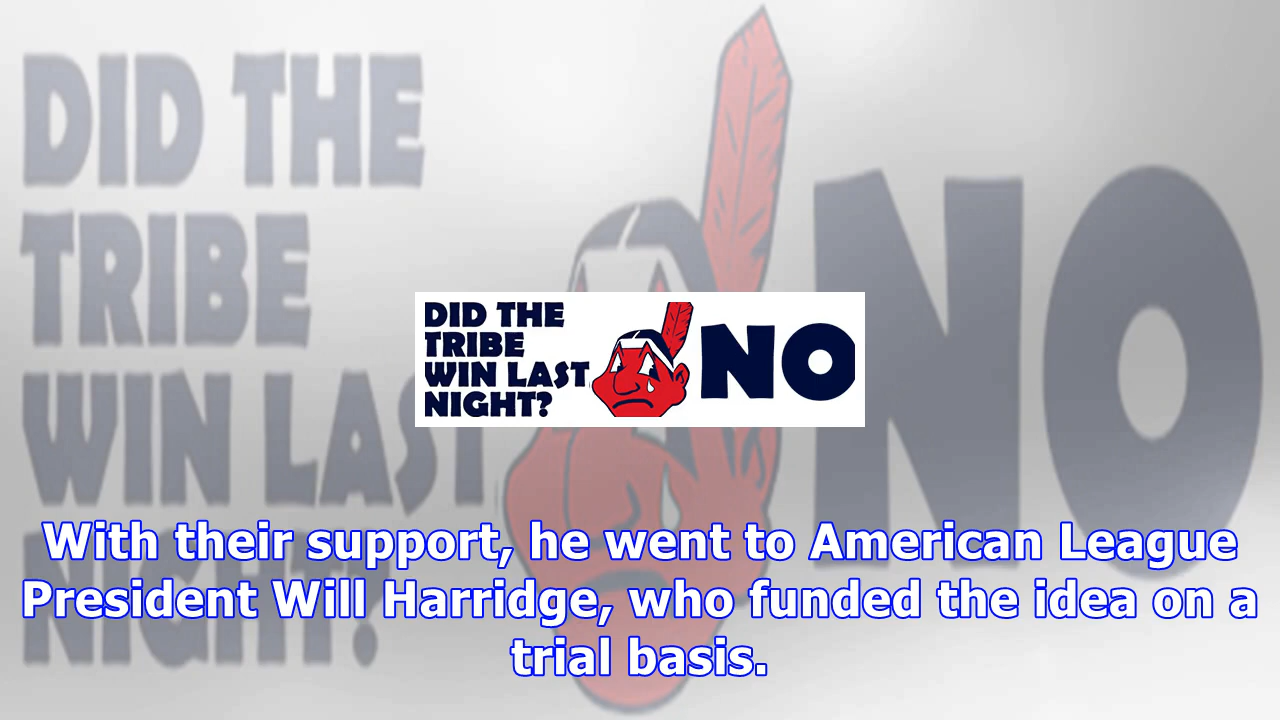 DID THE
TRIBE
WIN LAST
NIGHT?
NO
DID THE
TRIBE
WIN LAST
NIGHT?
NO
With their support, he went to American League
President Will Harridge, who funded the idea on a
trial basis.